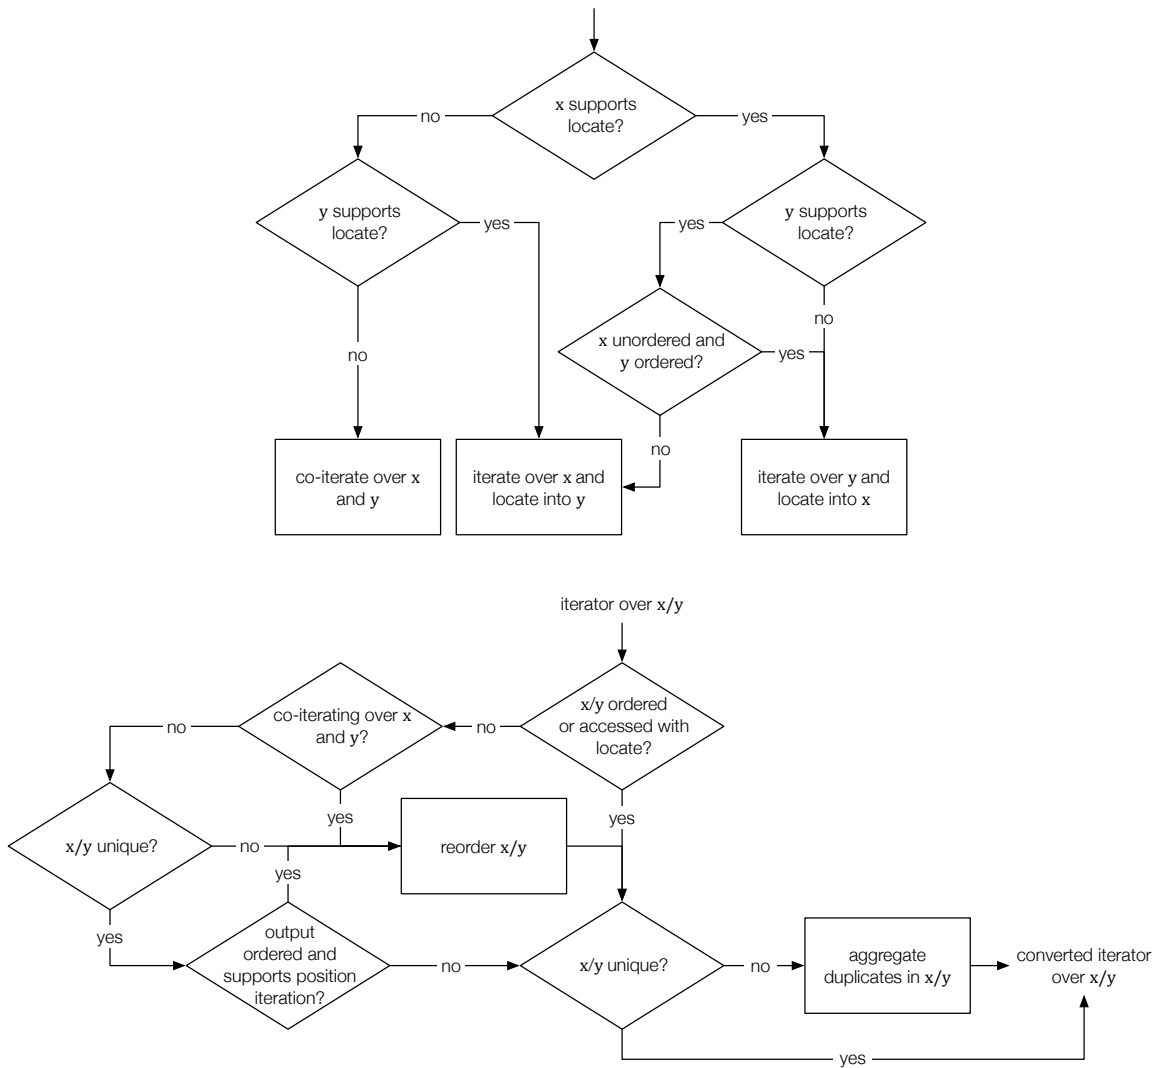 x supports
locate?
no
yes
y supports
locate?
yes
yes
y supports
locate?
no
x unordered and
y ordered?
yes
no
no
co-iterate over x
and y
iterate over x and
locate into y
iterate over y and
locate into x
iterator over x/y
x/y ordered
or accessed with
locate?
no
co-iterating over x
and y?
no
yes
yes
x/y unique?
no
reorder x/y
yes
yes
output
ordered and
supports position
iteration?
no
x/y unique?
no
aggregate
duplicates in x/y
converted iterator
over x/y
yes